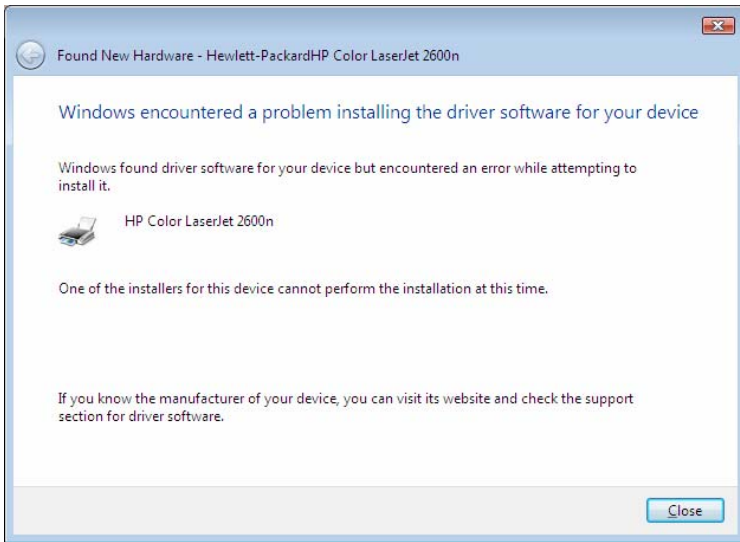 Found New Hardware - Hewlett-PackardHP Color LaserJet 2600n
Windows encountered a problem installing the driver software for your device
Windows found driver software for your device but encountered an error while attempting to
install it.
HP Color LaserJet 2600n
One of the installers for this device cannot perform the installation at this time.
If you know the manufacturer of your device, you can visit its website and check the support
section for driver software.
Close